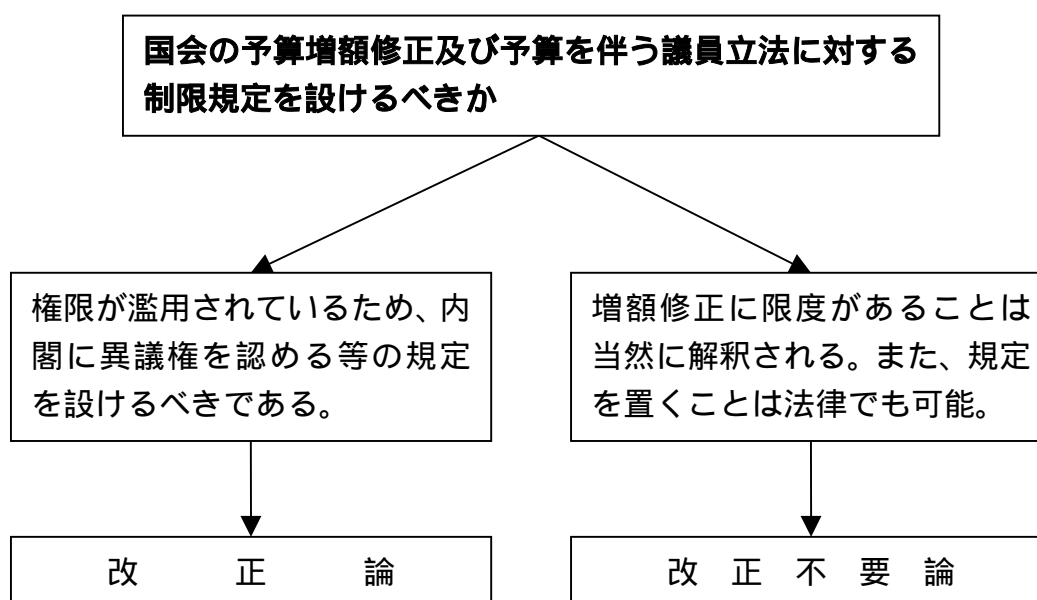 国会の予算増額修正及び予算を伴う議員立法に対する
制限規定を設けるべきか
権限が濫用されているため、内
閣に異議権を認める等の規定
を設けるべきである。
増額修正に限度があることは
当然に解釈される。また、規定
を置くことは法律でも可能。
改 正 論
改 正 不 要 論